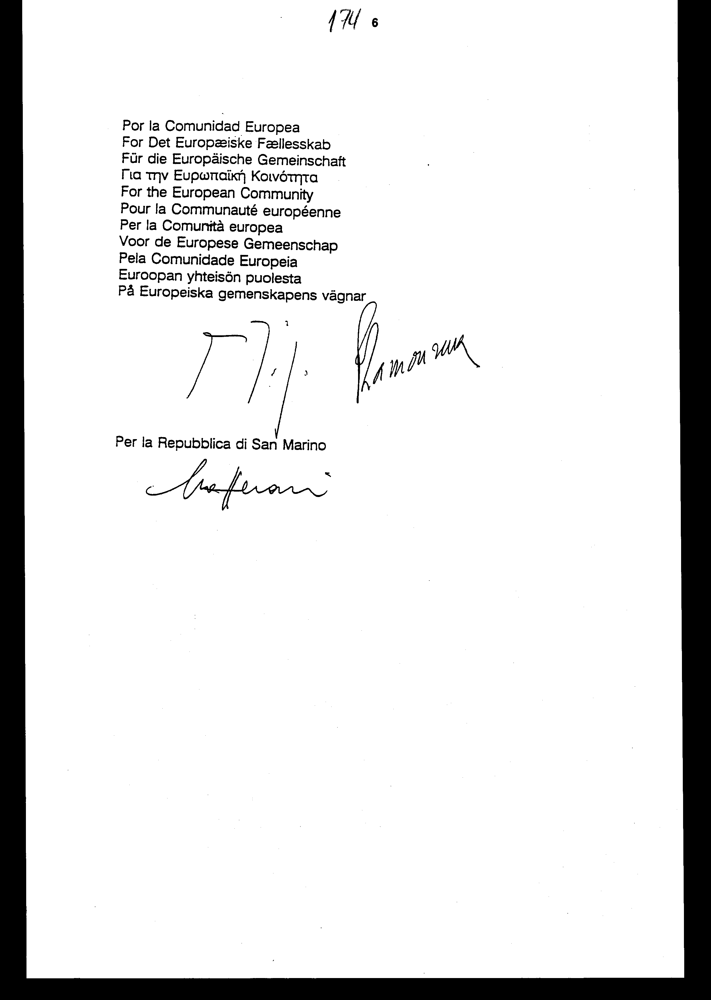 174 6
Por la Comunidad Europea
For Det Europæiske Fællesskab
Für die Europäische Gemeinschaft
Για την Ευρωπαϊκή Κοινότητα
For the European Community
Pour la Communauté européenne
Per la Comunità europea
Voor de Europese Gemeenschap
Pela Comunidade Europeia
Euroopan yhteisön puolesta
På Europeiska gemenskapens vägnar
Per la Repubblica di San Marino